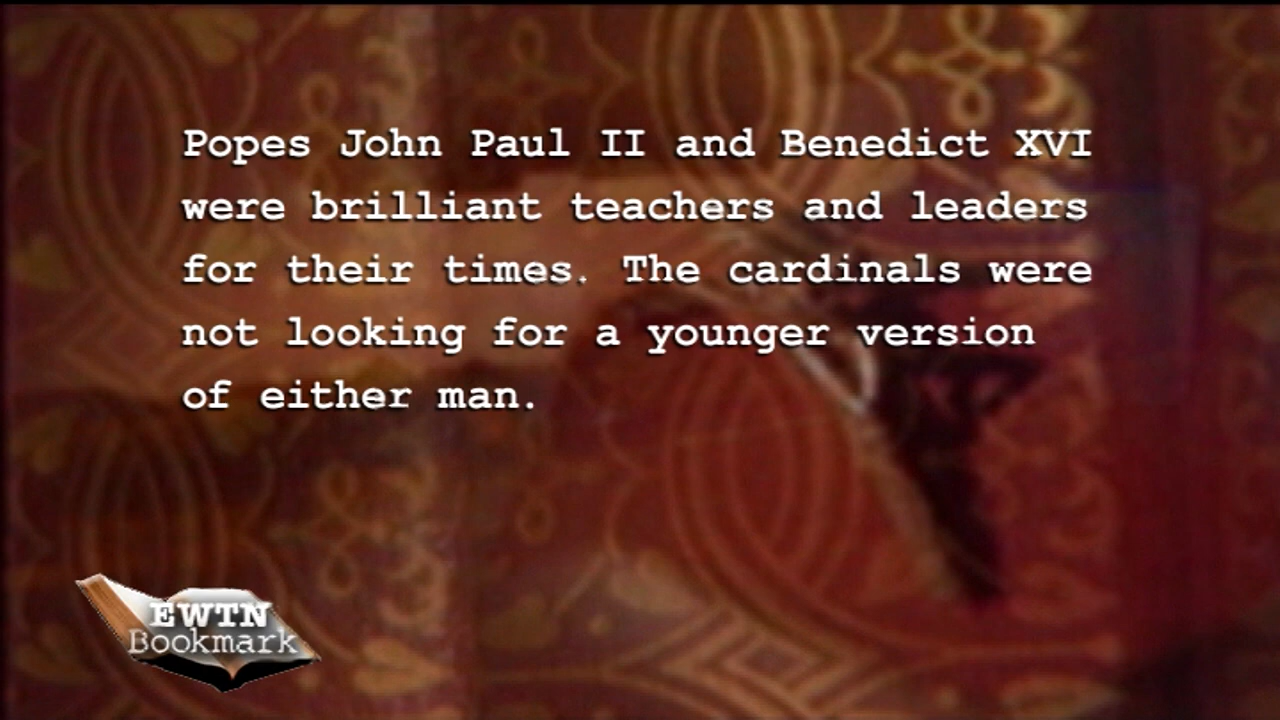 Popes John Paul II and Benedict XVI
were brilliant teachers and leaders
for their times. The cardinals were
not looking for a younger version
of either man.
EWTN
Bookmark